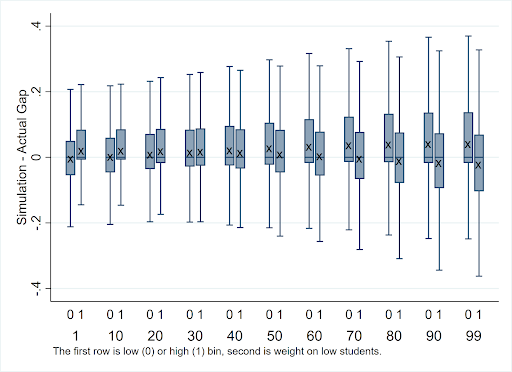 .4
.2
0
-.2
-.4
Simulation - Actual Gap
x x x x x x x x x x x x x x x x x x x x x x
0 1 0 1 0 1 0 1 0 1 0 1 0 1 0 1 0 1 0 1 0 1
1 10 20 30 40 50 60 70 80 90 99
The first row is low (0) or high (1) bin, second is weight on low students.